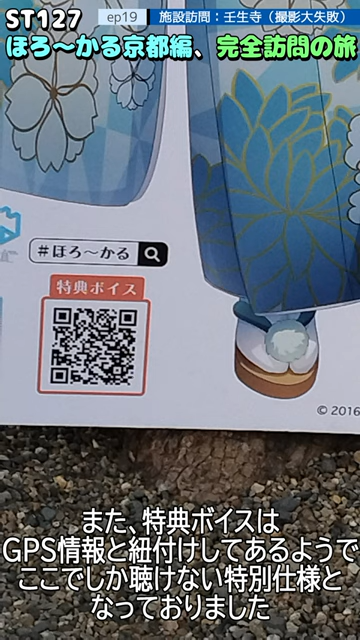 ST127
ep19 施設訪問:壬生寺(撮影大失敗)
ほろ〜かる京都編、完全訪問の旅
#ほろ〜かる
特典ボイス
© 2016
また、特典ボイスは
GPS情報と紐付けしてあるようで
ここでしか聴けない特別仕様と
なっておりました